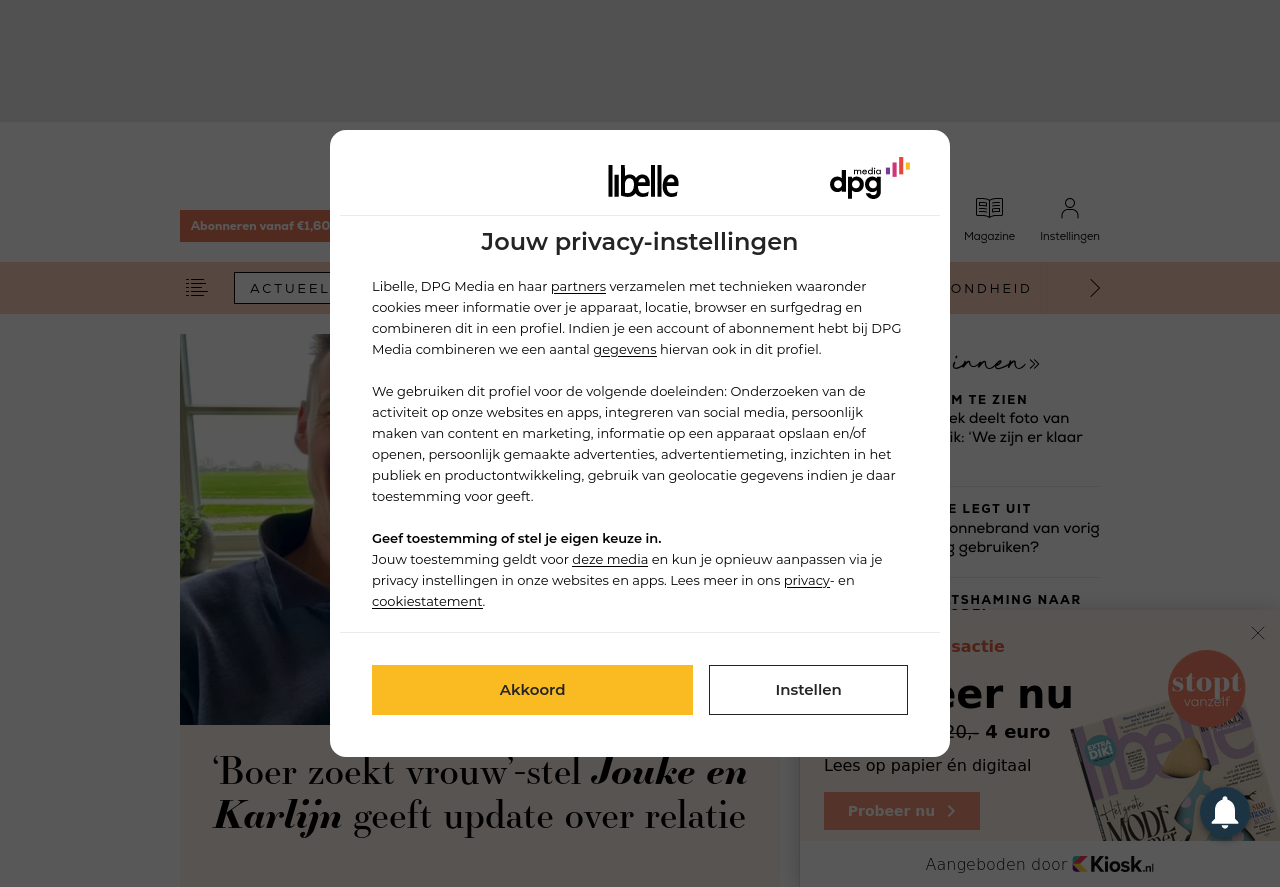 libelle
media
dpg
Jouw privacy-instellingen
Libelle, DPG Media en haar partners verzamelen met technieken waaronder
cookies meer informatie over je apparaat, locatie, browser en surfgedrag en
combineren dit in een profiel. Indien je een account of abonnement hebt bij DPG
Media combineren we een aantal gegevens hiervan ook in dit profiel.
We gebruiken dit profiel voor de volgende doeleinden: Onderzoeken van de
activiteit op onze websites en apps, integreren van social media, persoonlijk
maken van content en marketing, informatie op een apparaat opslaan en/of
openen, persoonlijk gemaakte advertenties, advertentiemeting, inzichten in het
publiek en productontwikkeling, gebruik van geolocatie gegevens indien je daar
toestemming voor geeft.
Geef toestemming of stel je eigen keuze in.
Jouw toestemming geldt voor deze media en kun je opnieuw aanpassen via je
privacy instellingen in onze websites en apps. Lees meer in ons privacy- en
cookiestatement.
Akkoord
Instellen
Abonneren vanaf €1,60
Magazine
Instellingen
ACTUEEL
ONDHEID
innen »
M TE ZIEN
ek deelt foto van
ik: ‘We zijn er klaar
E LEGT UIT
onnebrand van vorig
g gebruiken?
TSHAMING NAAR
‘Boer zoekt vrouw’-stel Jouke en
Karlijn geeft update over relatie
sactie
eer nu
20,- 4 euro
Lees op papier én digitaal
Probeer nu
stopt
vanzelf
EXTRA
DIK!
libelle
Het grote
MODE
Aangeboden door Kiosk.nl